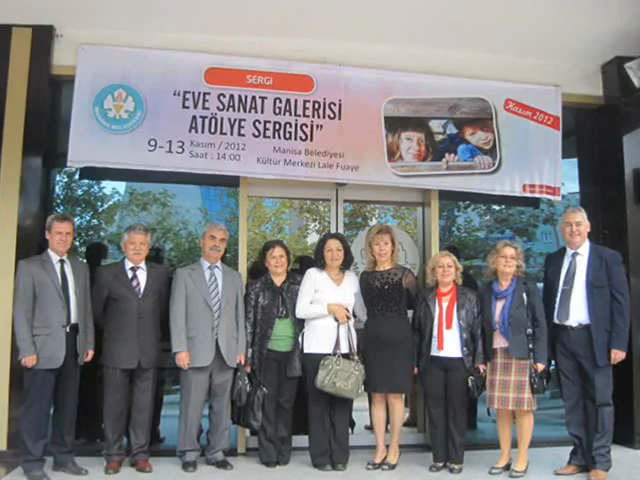 SERGİ
"EVE SANAT GALERİSİ
ATÖLYE SERGİSİ"
9-13 Kasım / 2012
Saat : 14:00
Manisa Belediyesi
Kültür Merkezi Lale Fuaye
Kasım 2012